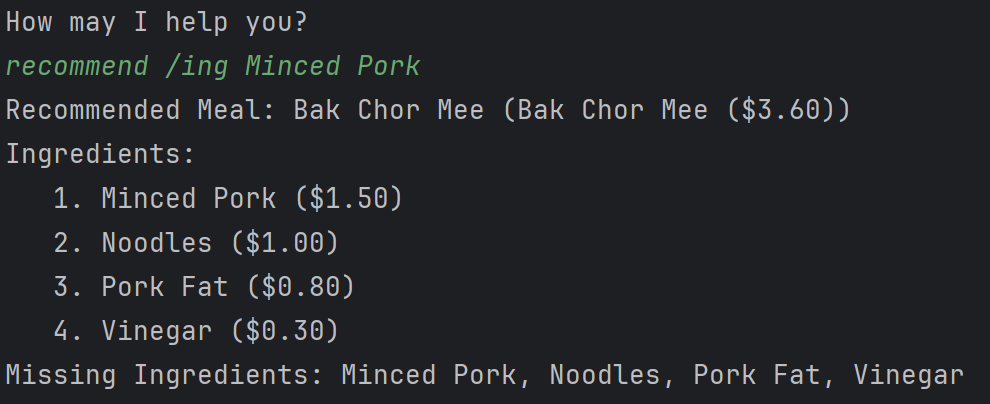 How may I help you?
recommend /ing Minced Pork
Recommended Meal: Bak Chor Mee (Bak Chor Mee ($3.60))
Ingredients:
1. Minced Pork ($1.50)
2. Noodles ($1.00)
3. Pork Fat ($0.80)
4. Vinegar ($0.30)
Missing Ingredients: Minced Pork, Noodles, Pork Fat, Vinegar